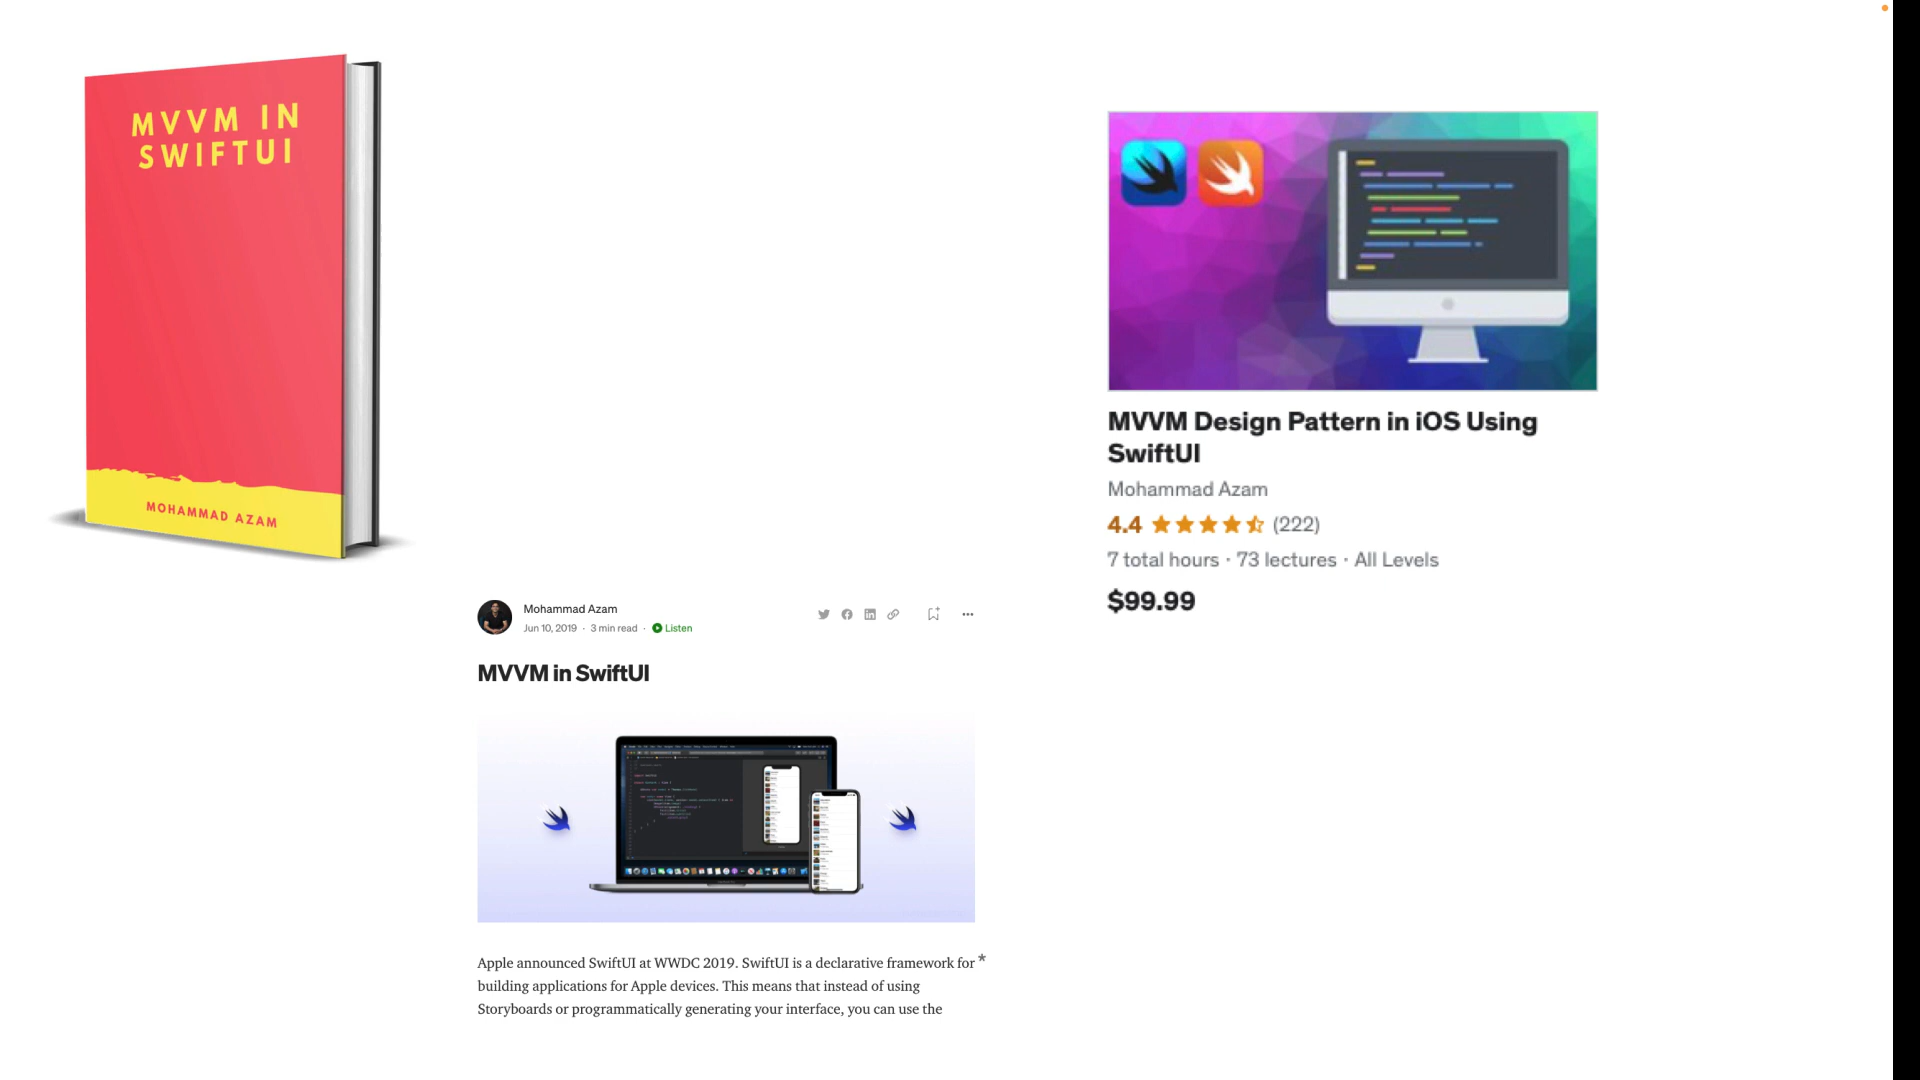 MVVM IN
SWIFTUI
MOHAMMAD AZAM
Mohammad Azam
Jun 10, 2019 · 3 min read · Listen
MVVM in SwiftUI
Apple announced SwiftUI at WWDC 2019. SwiftUI is a declarative framework for *
building applications for Apple devices. This means that instead of using
Storyboards or programmatically generating your interface, you can use the
MVVM Design Pattern in iOS Using
SwiftUI
Mohammad Azam
4.4 (222)
7 total hours · 73 lectures · All Levels
$99.99